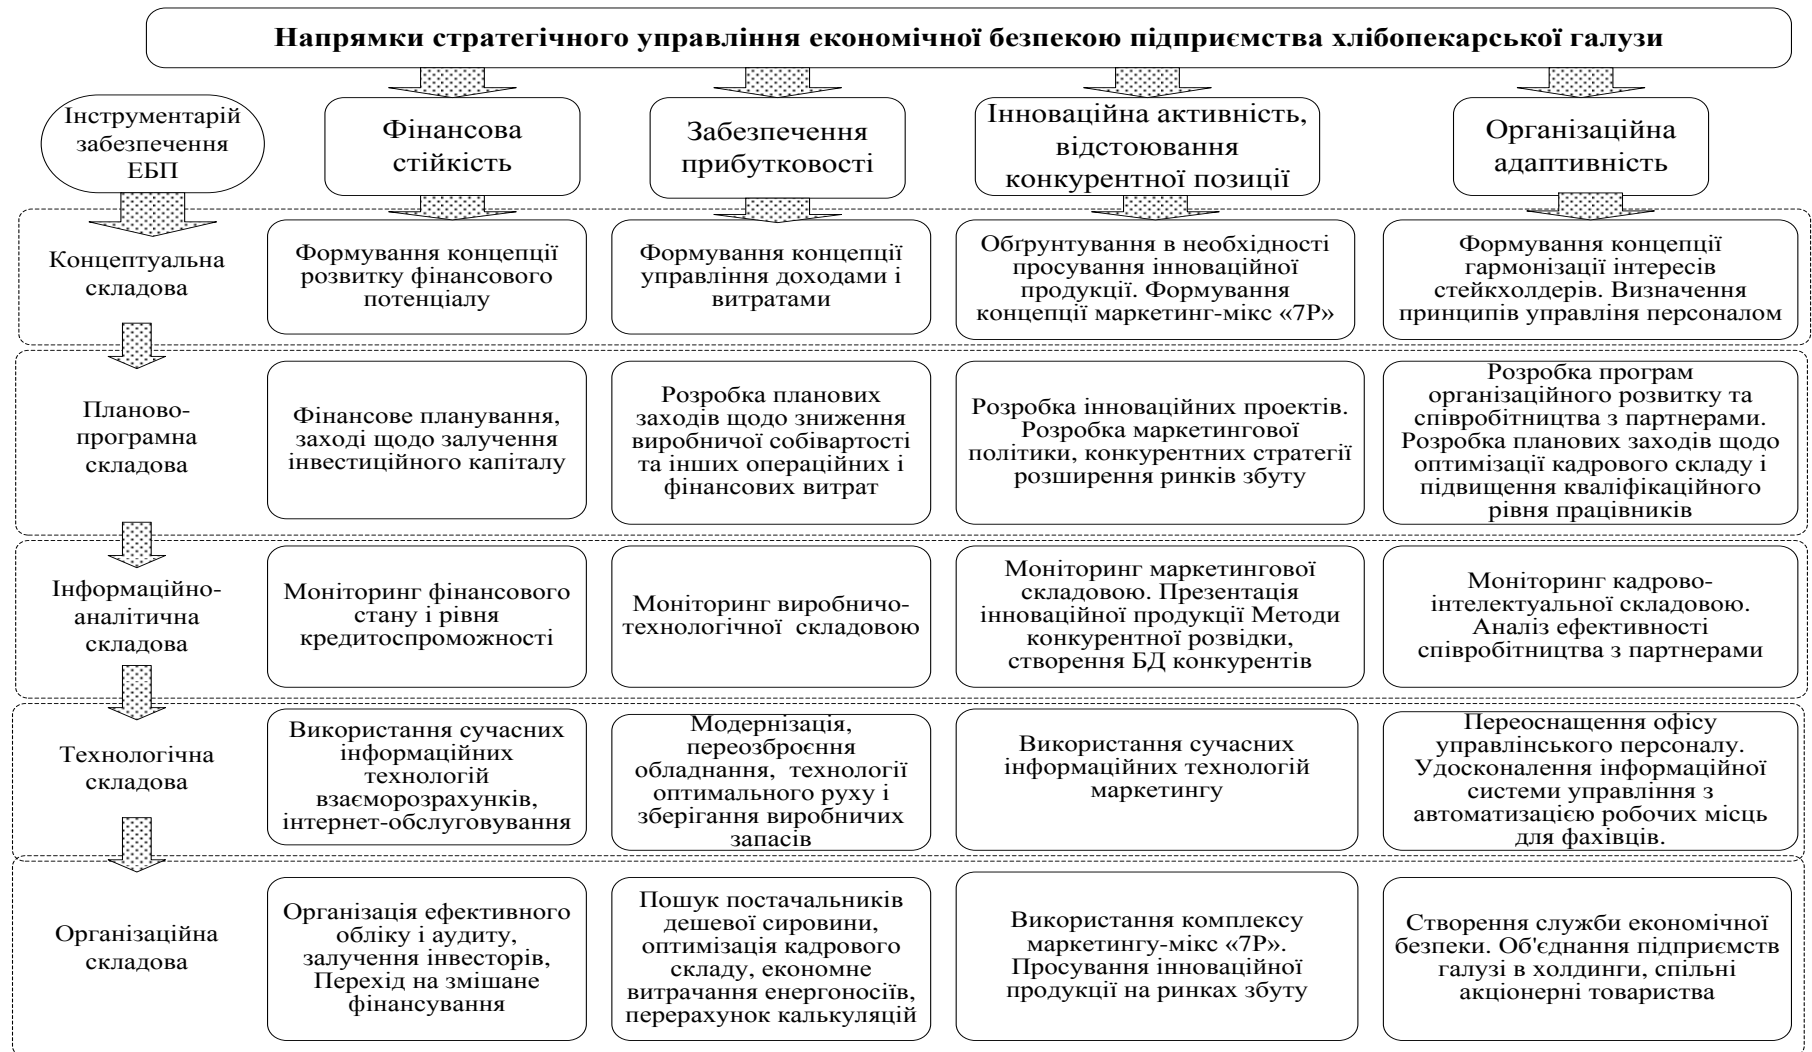 Напрямки стратегічного управління економічної безпекою підприємства хлібопекарської галузи
Інструментарій
забезпечення
ЕБП
Фінансова
стійкість
Забезпечення
прибутковості
Інноваційна активність,
відстоювання
конкурентної позиції
Організаційна
адаптивність
Концептуальна
складова
Формування концепції
розвитку фінансового
потенціалу
Формування концепції
управління доходами і
витратами
Обґрунтування в необхідності
просування інноваційної
продукції. Формування
концепції маркетинг-мікс «7Р»
Формування концепції
гармонізації інтересів
стейкхолдерів. Визначення
принципів управліня персоналом
Планово-
програмна
складова
Фінансове планування,
заході щодо залучення
інвестиційного капіталу
Розробка планових
заходів щодо зниження
виробничої собівартості
та інших операційних і
фінансових витрат
Розробка інноваційних проектів.
Розробка маркетингової
політики, конкурентних стратегії
розширення ринків збуту
Розробка програм
організаційного розвитку та
співробітництва з партнерами.
Розробка планових заходів щодо
оптимізації кадрового складу і
підвищення кваліфікаційного
рівня працівників
Інформаційно-
аналітична
складова
Моніторинг фінансового
стану і рівня
кредитоспроможності
Моніторинг виробничо-
технологічної складовою
Моніторинг маркетингової
складовою. Презентація
інноваційної продукції Методи
конкурентної розвідки,
створення БД конкурентів
Моніторинг кадрово-
інтелектуальної складовою.
Аналіз ефективності
співробітництва з партнерами
Технологічна
складова
Використання сучасних
інформаційних
технологій
взаєморозрахунків,
інтернет-обслуговування
Модернізація,
переозброєння
обладнання, технології
оптимального руху і
зберігання виробничих
запасів
Використання сучасних
інформаційних технологій
маркетингу
Переоснащення офісу
управлінського персоналу.
Удосконалення інформаційної
системи управління з
автоматизацією робочих місць
для фахівців.
Організаційна
складова
Організація ефективного
обліку і аудиту,
залучення інвесторів,
Перехід на змішане
фінансування
Пошук постачальників
дешевої сировини,
оптимізація кадрового
складу, економне
витрачання енергоносіїв,
перерахунок калькуляцій
Використання комплексу
маркетингу-мікс «7Р».
Просування інноваційної
продукції на ринках збуту
Створення служби економічної
безпеки. Об'єднання підприємств
галузі в холдинги, спільні
акціонерні товариства